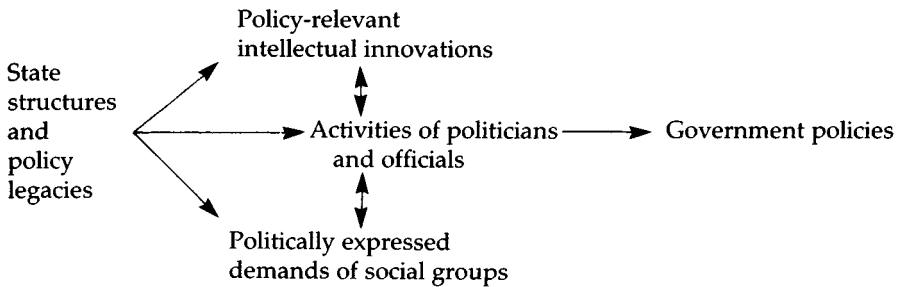 Policy-relevant
intellectual innovations
State
structures
and
policy
legacies
Activities of politicians
and officials
Government policies
Politically expressed
demands of social groups